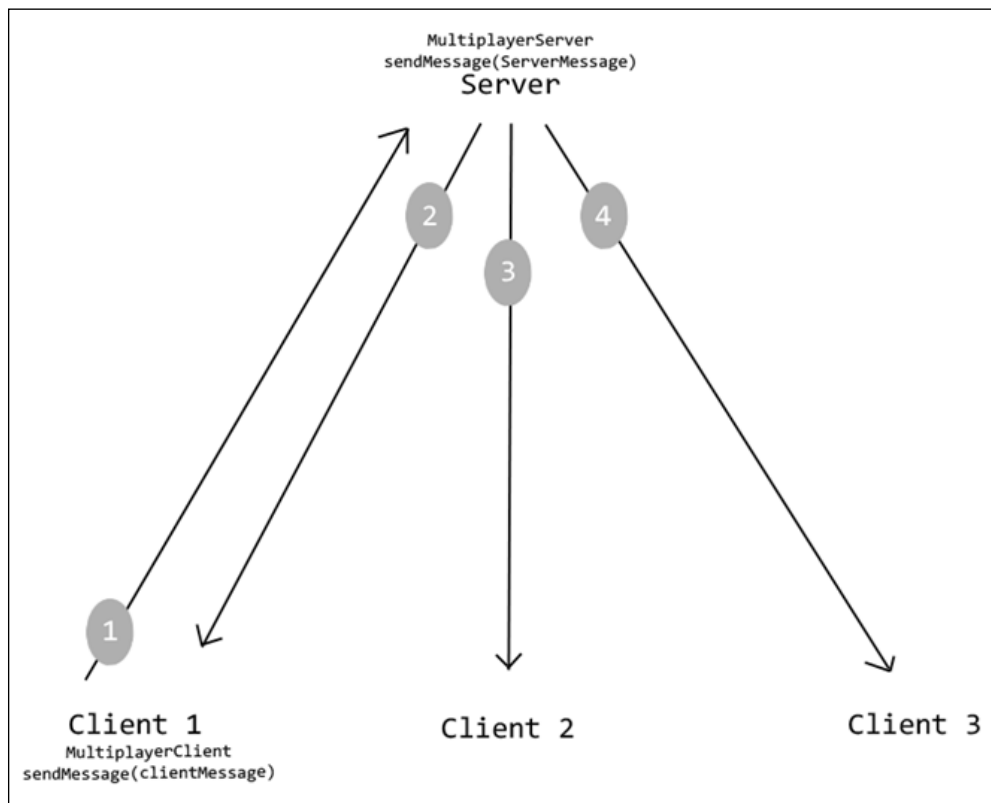 MultiplayerServer
sendMessage(ServerMessage)
Server
2
4
3
1
Client 1
MultiplayerClient
sendMessage(clientMessage)
Client 2
Client 3